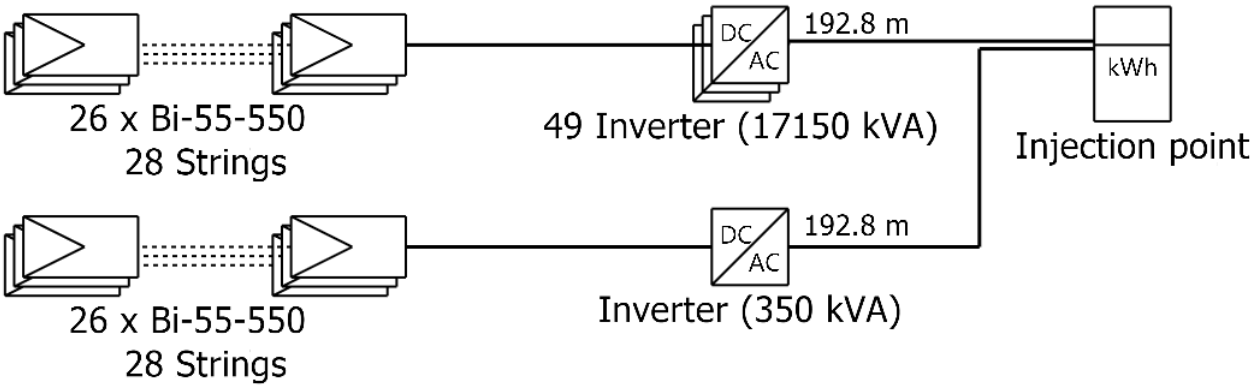 DC
AC
192.8 m
kWh
26 x Bi-55-550
28 Strings
49 Inverter (17150 kVA)
Injection point
DC
AC
192.8 m
26 x Bi-55-550
28 Strings
Inverter (350 kVA)